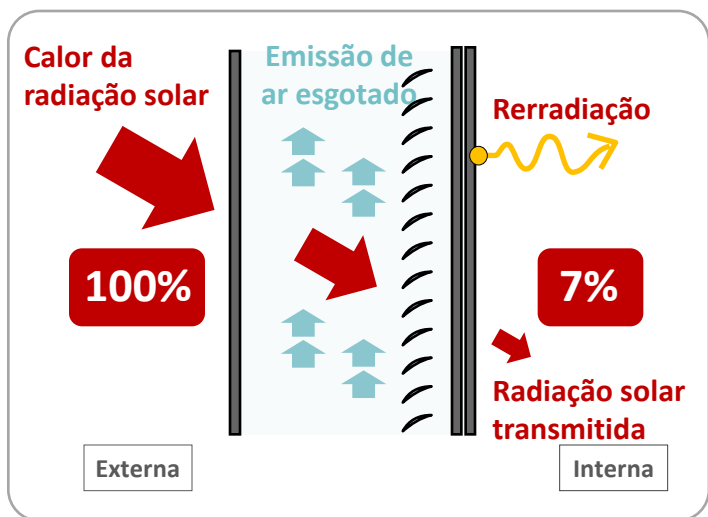 Calor da
radiação solar
Emissão de
ar esgotado
Rerradiação
100%
7%
Radiação solar
transmitida
Externa
Interna